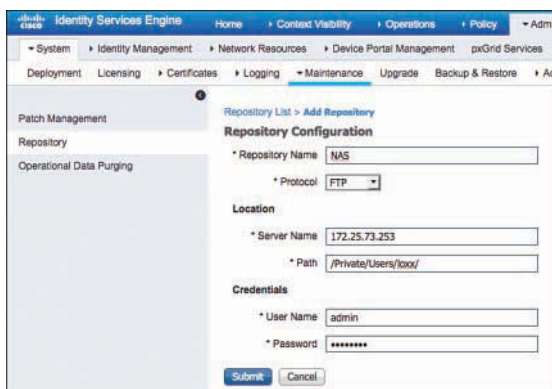 cisco Identity Services Engine Home Context Visibility Operations Policy Adm
System Identity Management Network Resources Device Portal Management pxGrid Services
Deployment Licensing Certificates Logging Maintenance Upgrade Backup & Restore
Patch Management
Repository
Operational Data Purging
Repository List > Add Repository
Repository Configuration
* Repository Name NAS
* Protocol FTP
Location
* Server Name 172.25.73.253
* Path /Private/Users/loxx/
Credentials
* User Name admin
* Password ••••••••
Submit Cancel